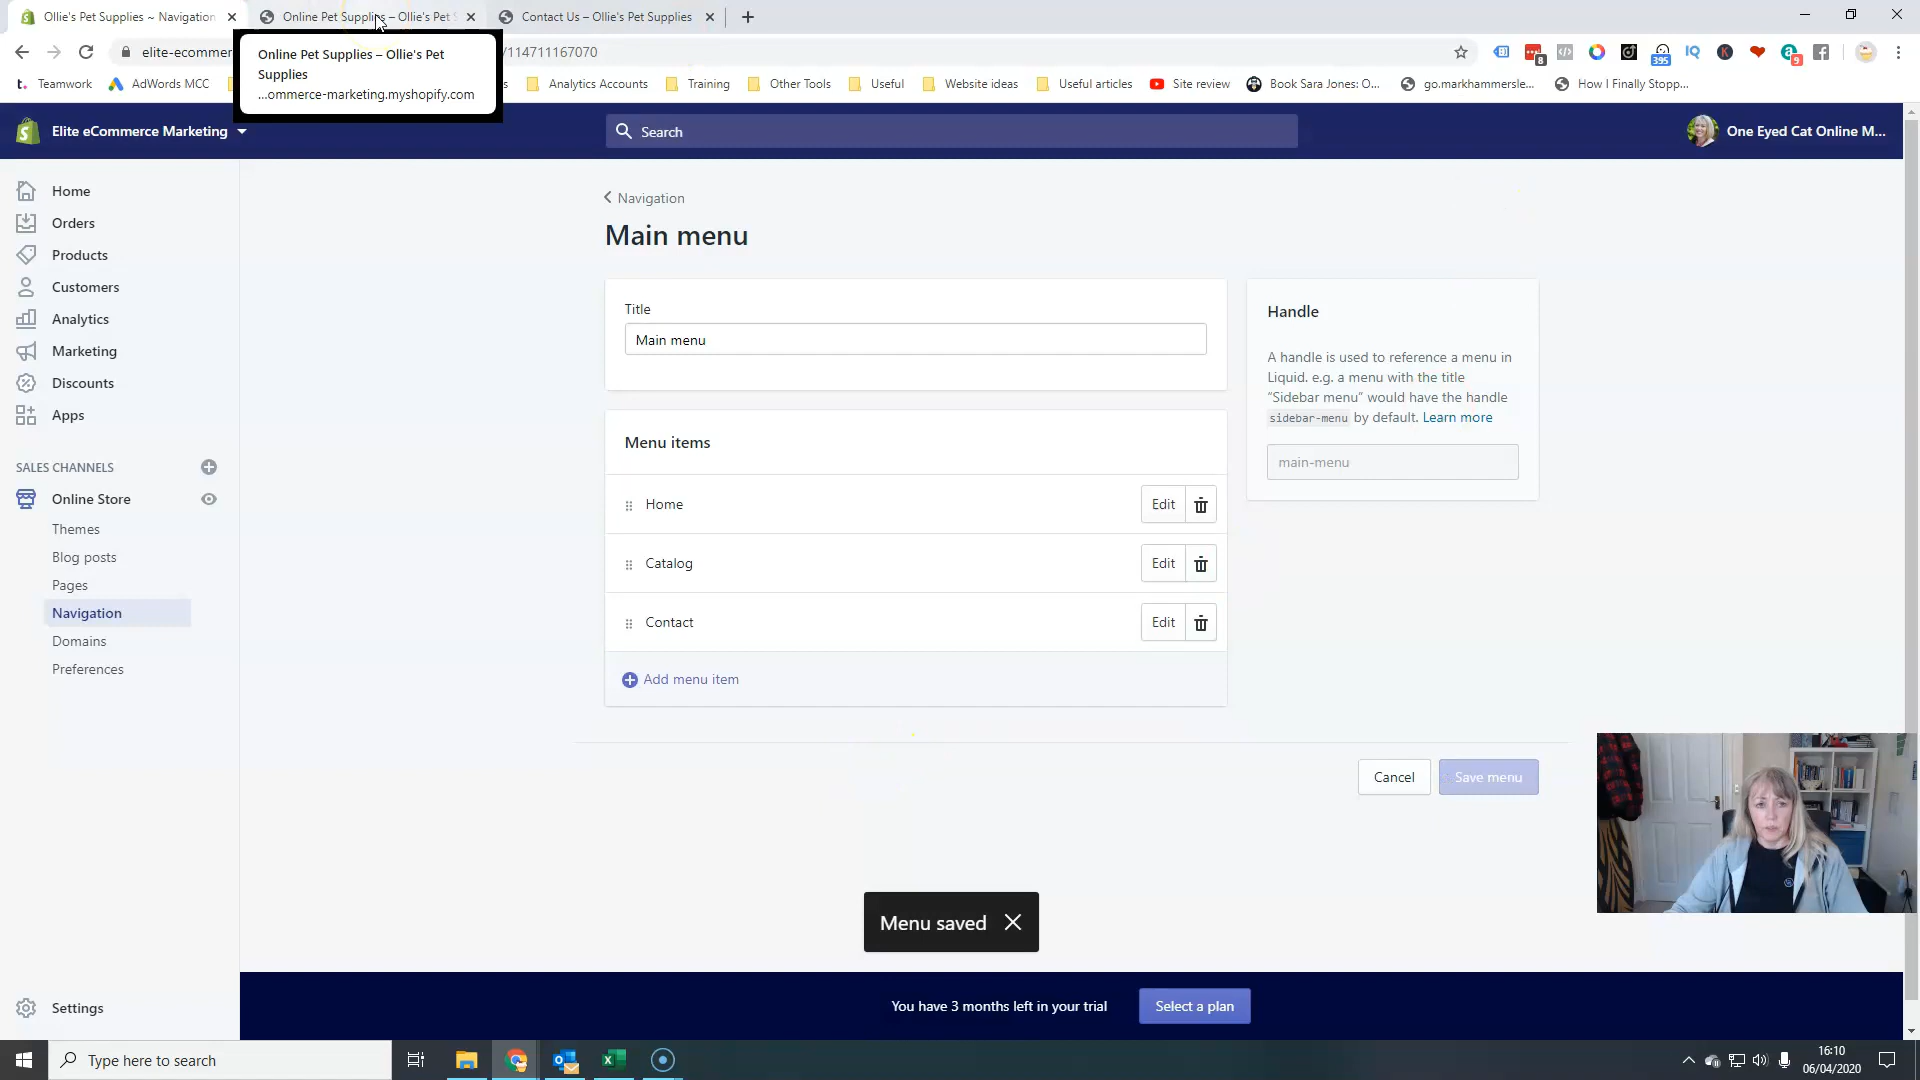 Ollie's Pet Supplies ~ Navigation
Online Pet Supplies – Ollie's Pet S
Contact Us – Ollie's Pet Supplies
elite-ecommer
/114711167070
8
395
9
Online Pet Supplies – Ollie's Pet
Supplies
...ommerce-marketing.myshopify.com
Teamwork
AdWords MCC
s
Analytics Accounts
Training
Other Tools
Useful
Website ideas
Useful articles
Site review
Book Sara Jones: O...
go.markhammersle...
How I Finally Stopp...
Elite eCommerce Marketing
Search
One Eyed Cat Online M...
Home
Orders
Products
Customers
Analytics
Marketing
Discounts
Apps
SALES CHANNELS
Online Store
Themes
Blog posts
Pages
Navigation
Domains
Preferences
Settings
Navigation
Main menu
Title
Main menu
Menu items
Home
Edit
Catalog
Edit
Contact
Edit
Add menu item
Handle
A handle is used to reference a menu in
Liquid. e.g. a menu with the title
“Sidebar menu” would have the handle
sidebar-menu by default. Learn more
main-menu
Cancel
Save menu
Menu saved
You have 3 months left in your trial
Select a plan
Type here to search
16:10
06/04/2020